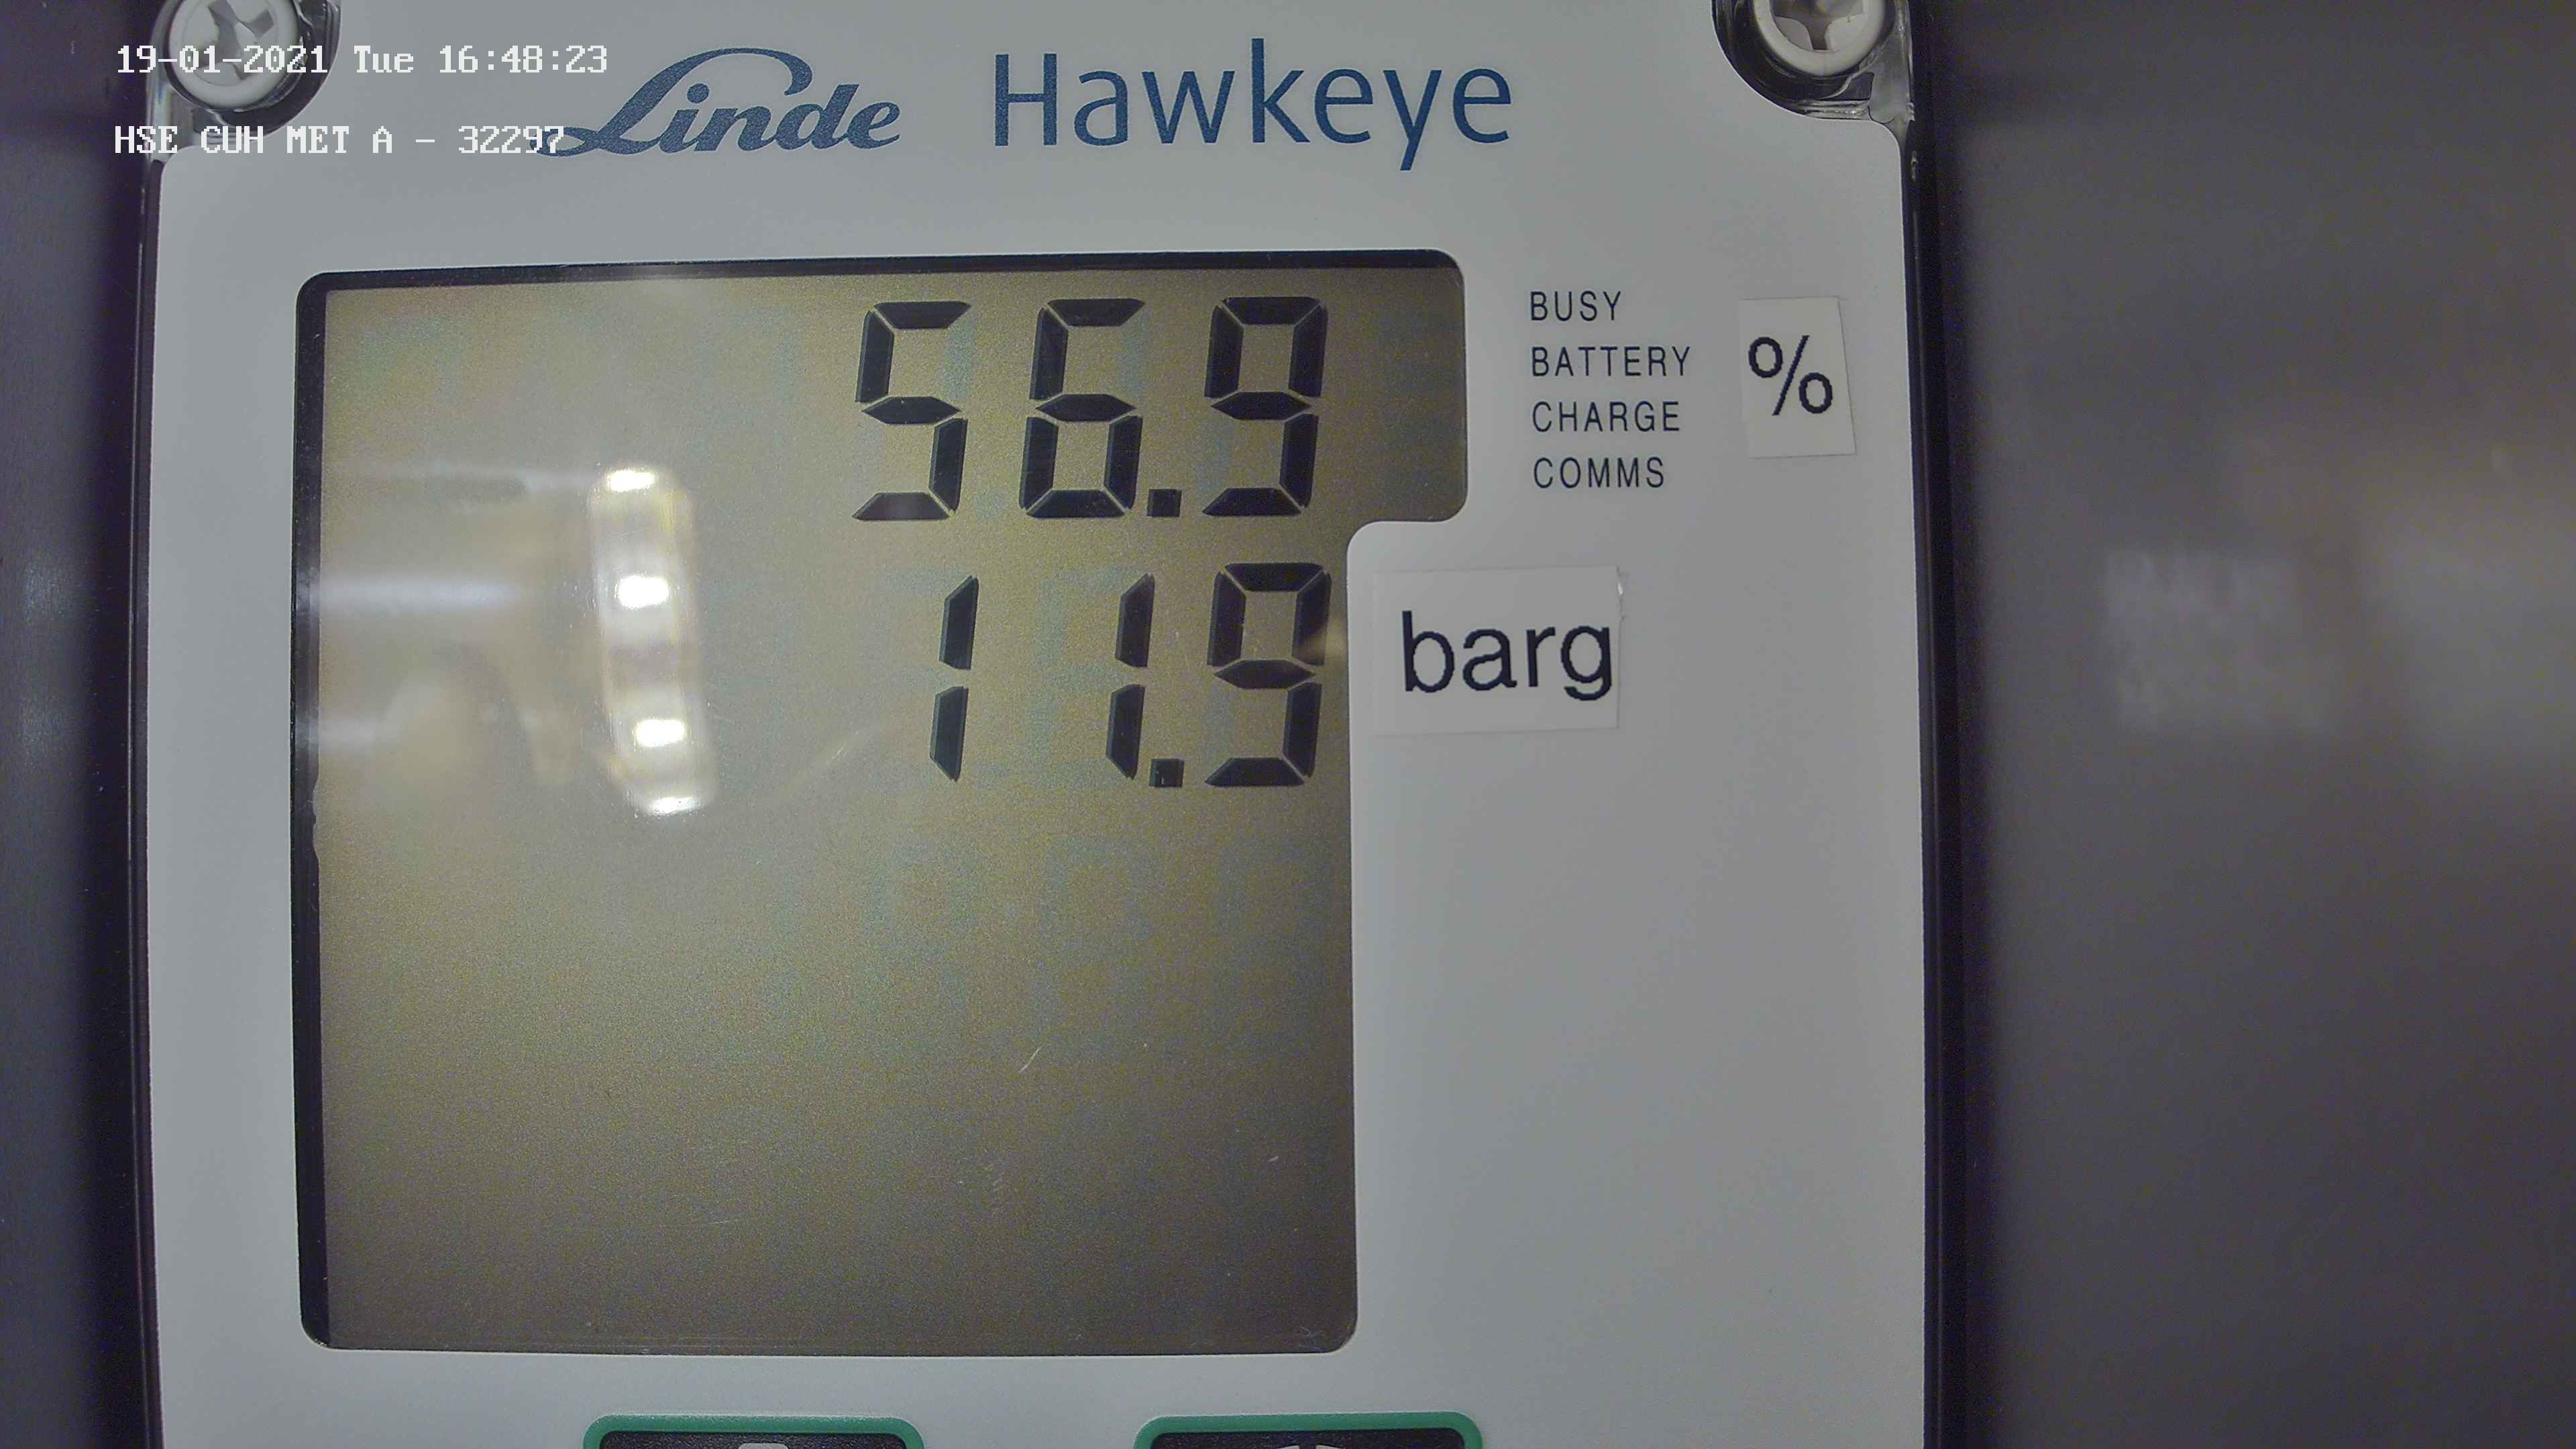 19-01-2021 Tue 16:48:23
HSE CUH MET A - 32297
Linde Hawkeye
56.9
BUSY
BATTERY
CHARGE
COMMS
%
11.9
barg